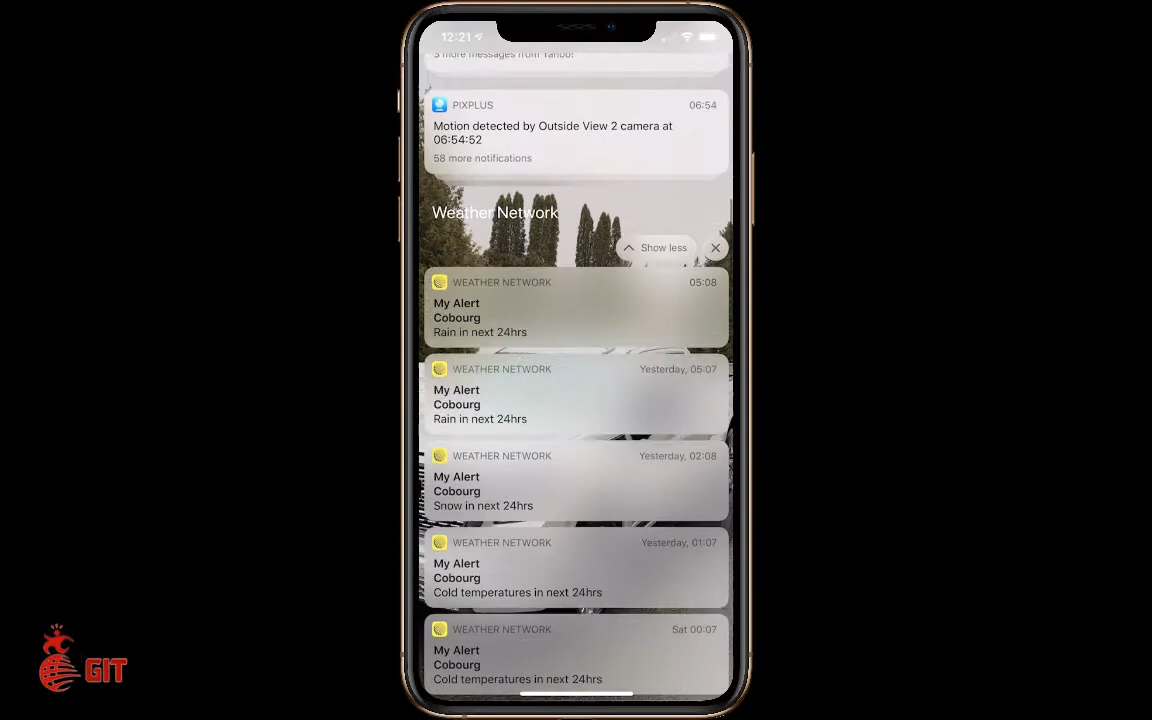 12:21
3 more messages from Yahoo!
PIXPLUS 06:54
Motion detected by Outside View 2 camera at
06:54:52
58 more notifications
Weather Network
Show less
WEATHER NETWORK 05:08
My Alert
Cobourg
Rain in next 24hrs
WEATHER NETWORK Yesterday, 05:07
My Alert
Cobourg
Rain in next 24hrs
WEATHER NETWORK Yesterday, 02:08
My Alert
Cobourg
Snow in next 24hrs
WEATHER NETWORK Yesterday, 01:07
My Alert
Cobourg
Cold temperatures in next 24hrs
WEATHER NETWORK Sat 00:07
My Alert
Cobourg
Cold temperatures in next 24hrs
GIT